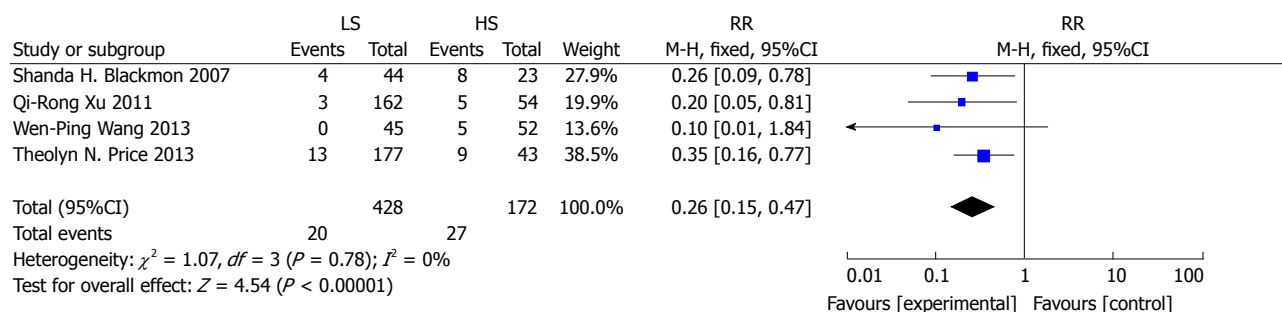 LS HS RR RR
Study or subgroup Events Total Events Total Weight M-H, fixed, 95%CI M-H, fixed, 95%CI
Shanda H. Blackmon 2007 4 44 8 23 27.9% 0.26 [0.09, 0.78]
Qi-Rong Xu 2011 3 162 5 54 19.9% 0.20 [0.05, 0.81]
Wen-Ping Wang 2013 0 45 5 52 13.6% 0.10 [0.01, 1.84]
Theolyn N. Price 2013 13 177 9 43 38.5% 0.35 [0.16, 0.77]
Total (95%CI) 428 172 100.0% 0.26 [0.15, 0.47]
Total events 20 27
Heterogeneity: χ² = 1.07, df = 3 (P = 0.78); I² = 0%
Test for overall effect: Z = 4.54 (P < 0.00001)
0.01 0.1 1 10 100
Favours [experimental] Favours [control]